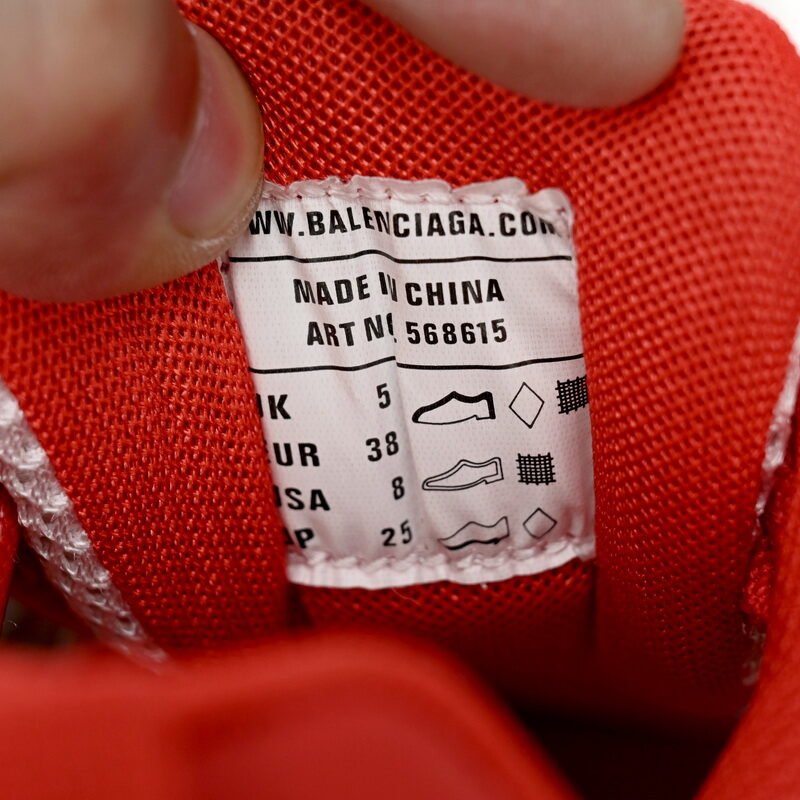 WWW.BALENCIAGA.COM
MADE IN CHINA
ART NO. 568615
UK 5
EUR 38
USA 8
JAP 25